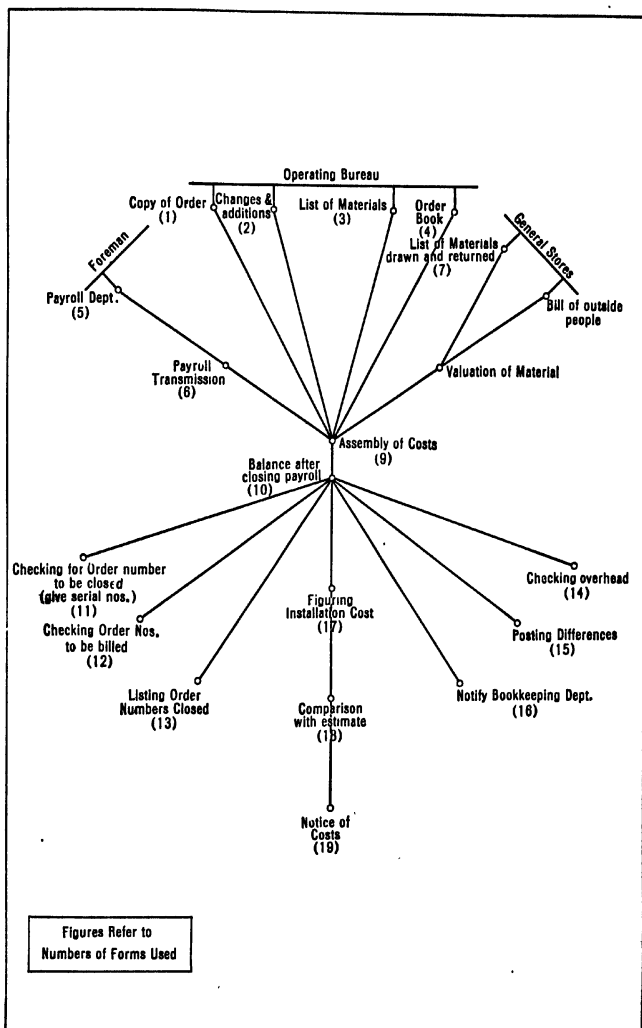 Operating Bureau
Copy of Order
(1)
Changes &
additions
(2)
List of Materials
(3)
Order
Book
(4)
List of Materials
drawn and returned
(7)
General Stores
Foreman
Payroll Dept.
(5)
Bill of outside
people
Payroll
Transmission
(6)
Valuation of Material
Assembly of Costs
(9)
Balance after
closing payroll
(10)
Checking for Order number
to be closed
(give serial nos.)
(11)
Checking Order Nos.
to be billed
(12)
Listing Order
Numbers Closed
(13)
Figuring
Installation Cost
(17)
Comparison
with estimate
(18)
Notice of
Costs
(19)
Checking overhead
(14)
Posting Differences
(15)
Notify Bookkeeping Dept.
(16)
Figures Refer to
Numbers of Forms Used